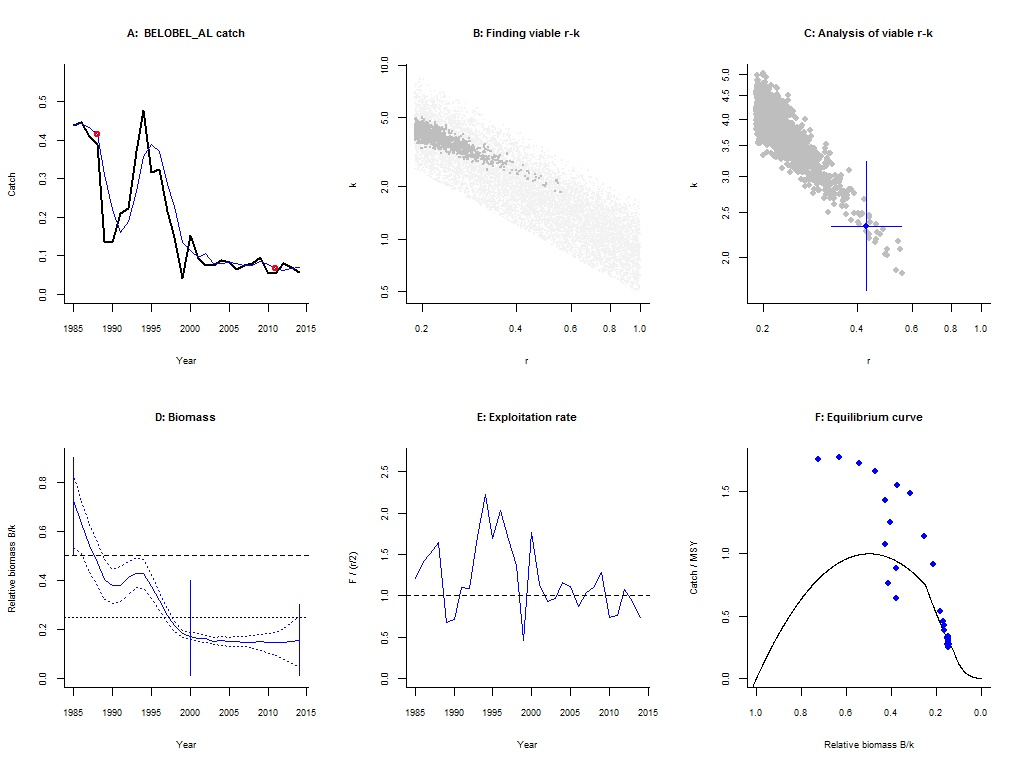 A: BELOBEL_AL catch
B: Finding viable r-k
C: Analysis of viable r-k
Catch
0.0 0.1 0.2 0.3 0.4 0.5
1985 1990 1995 2000 2005 2010 2015
Year
k
0.5 1.0 2.0 5.0 10.0
0.2 0.4 0.6 0.8 1.0
r
k
2.0 2.5 3.0 3.5 4.0 4.5 5.0
0.2 0.4 0.6 0.8 1.0
r
D: Biomass
E: Exploitation rate
F: Equilibrium curve
Relative biomass B/k
0.0 0.2 0.4 0.6 0.8
1985 1990 1995 2000 2005 2010 2015
Year
F / (r/2)
0.0 0.5 1.0 1.5 2.0 2.5
1985 1990 1995 2000 2005 2010 2015
Year
Catch / MSY
0.0 0.5 1.0 1.5
1.0 0.8 0.6 0.4 0.2 0.0
Relative biomass B/k